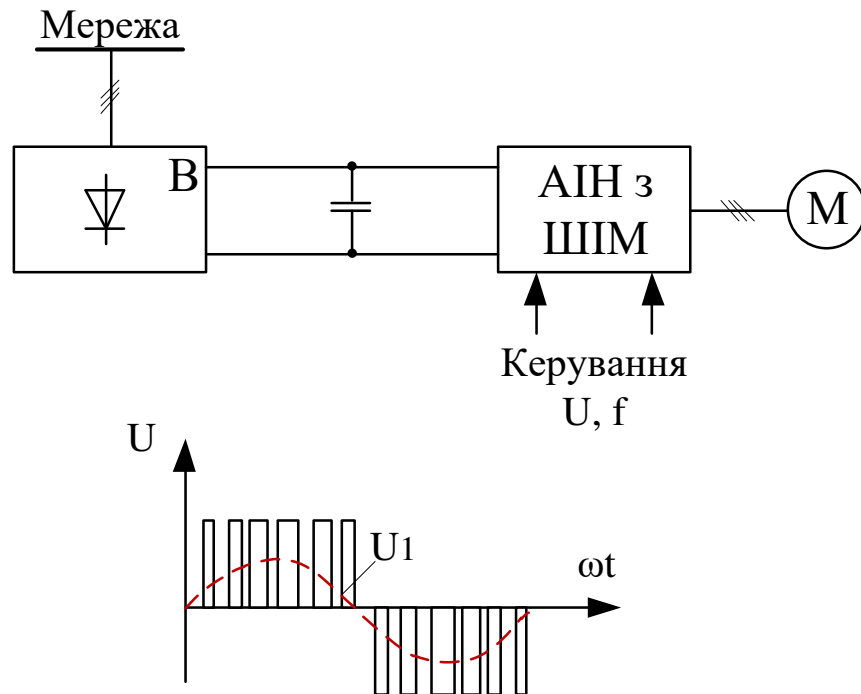 Мережа
В
АІН з
ШІМ
М
Керування
U, f
U
U1
ωt